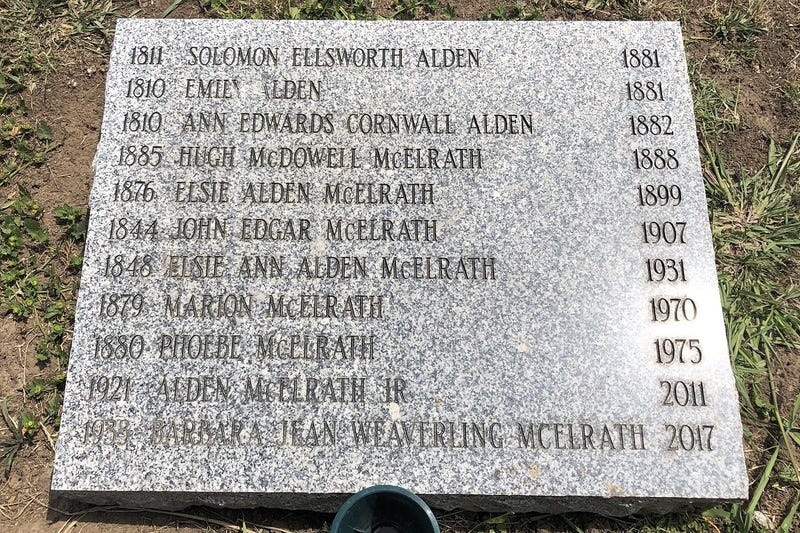 1811 SOLOMON ELLSWORTH ALDEN 1881
1810 EMILY ALDEN 1881
1810 ANN EDWARDS CORNWALL ALDEN 1882
1885 HUGH McDOWELL McELRATH 1888
1876 ELSIE ALDEN McELRATH 1899
1844 JOHN EDGAR McELRATH 1907
1848 ELSIE ANN ALDEN McELRATH 1931
1879 MARION McELRATH 1970
1880 PHOEBE McELRATH 1975
1921 ALDEN McELRATH JR 2011
BARBARA JEAN WEAVERLING MCELRATH 2017